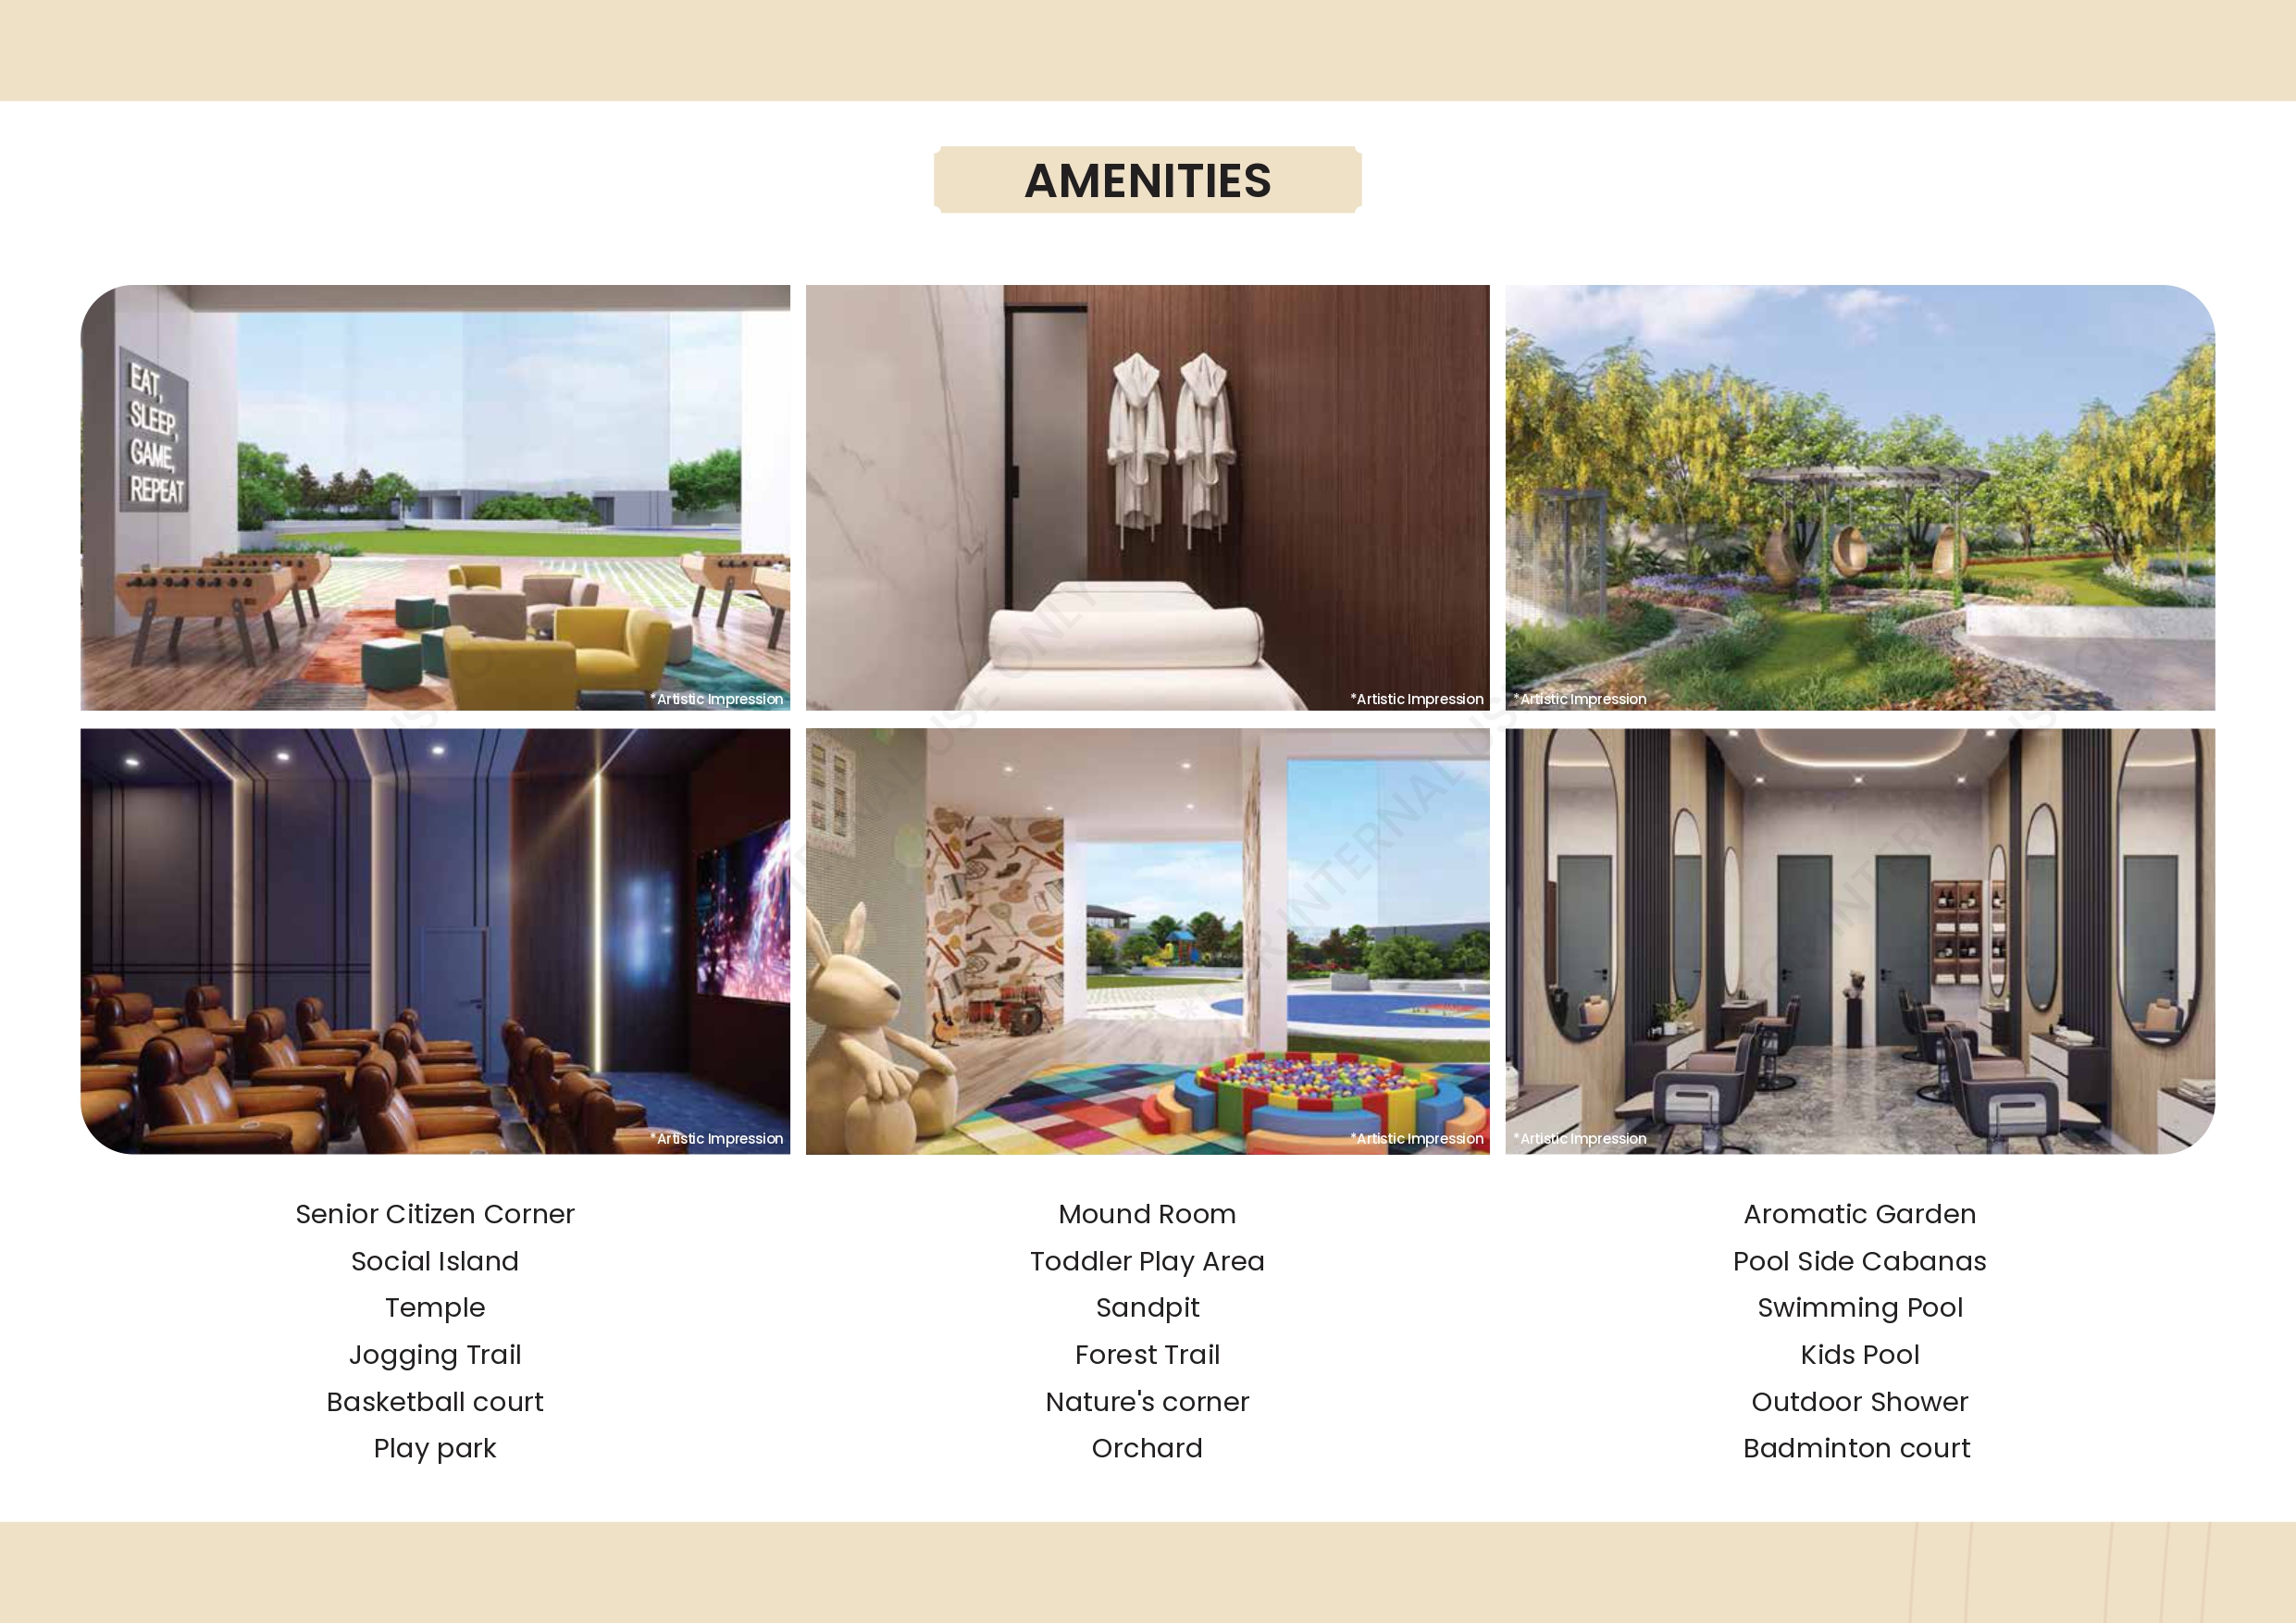 AMENITIES
EAT,
SLEEP,
GAME,
REPEAT
*Artistic Impression
*Artistic Impression
*Artistic Impression
*Artistic Impression
*Artistic Impression
*Artistic Impression
Senior Citizen Corner
Social Island
Temple
Jogging Trail
Basketball court
Play park
Mound Room
Toddler Play Area
Sandpit
Forest Trail
Nature's corner
Orchard
Aromatic Garden
Pool Side Cabanas
Swimming Pool
Kids Pool
Outdoor Shower
Badminton court